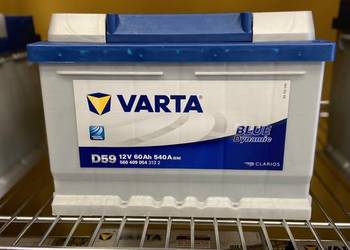 VARTA
BLUE
Dynamic
D59 12V 60Ah 540A (EN)
560 409 054 313 2
CLARIOS